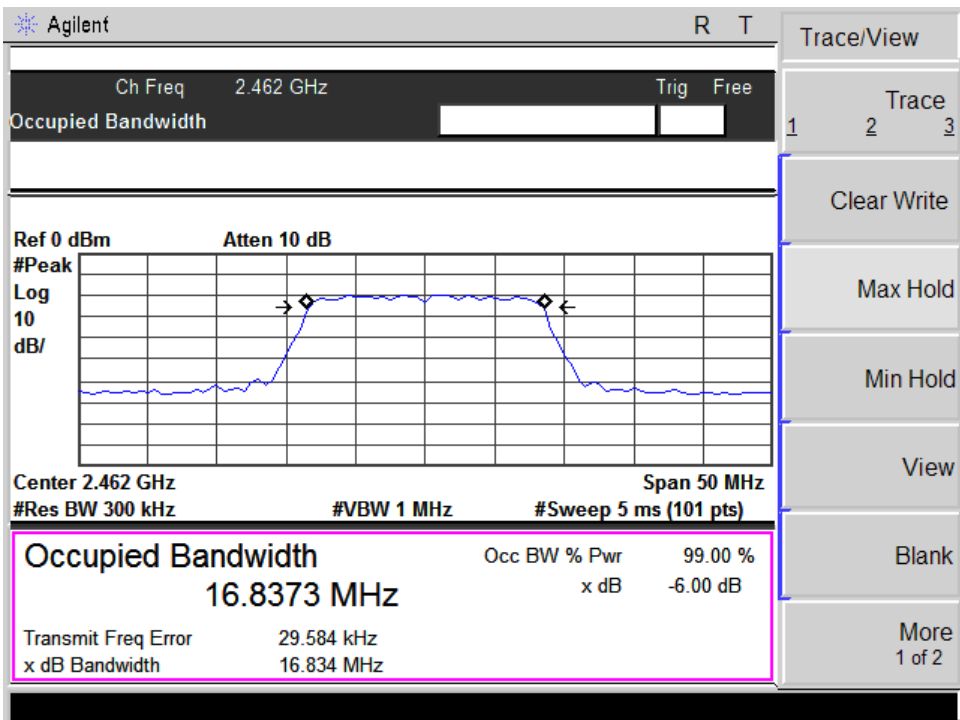 Agilent R T Trace/View
Ch Freq 2.462 GHz Trig Free
Occupied Bandwidth
Trace
1 2 3
Clear Write
Ref 0 dBm Atten 10 dB
#Peak
Log
10
dB/
Max Hold
Min Hold
View
Center 2.462 GHz Span 50 MHz
#Res BW 300 kHz #VBW 1 MHz #Sweep 5 ms (101 pts)
Occupied Bandwidth Occ BW % Pwr 99.00 %
16.8373 MHz x dB -6.00 dB
Blank
Transmit Freq Error 29.584 kHz
x dB Bandwidth 16.834 MHz
More
1 of 2